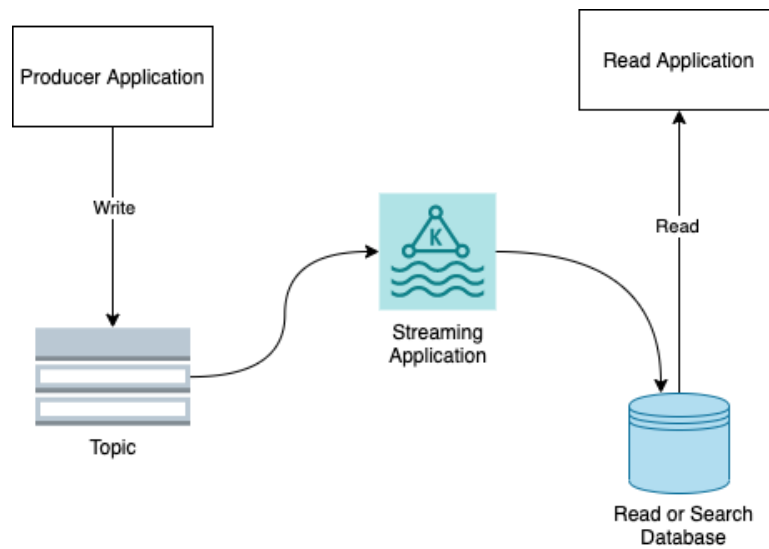 Producer Application
Read Application
Write
Read
K
Streaming
Application
Topic
Read or Search
Database